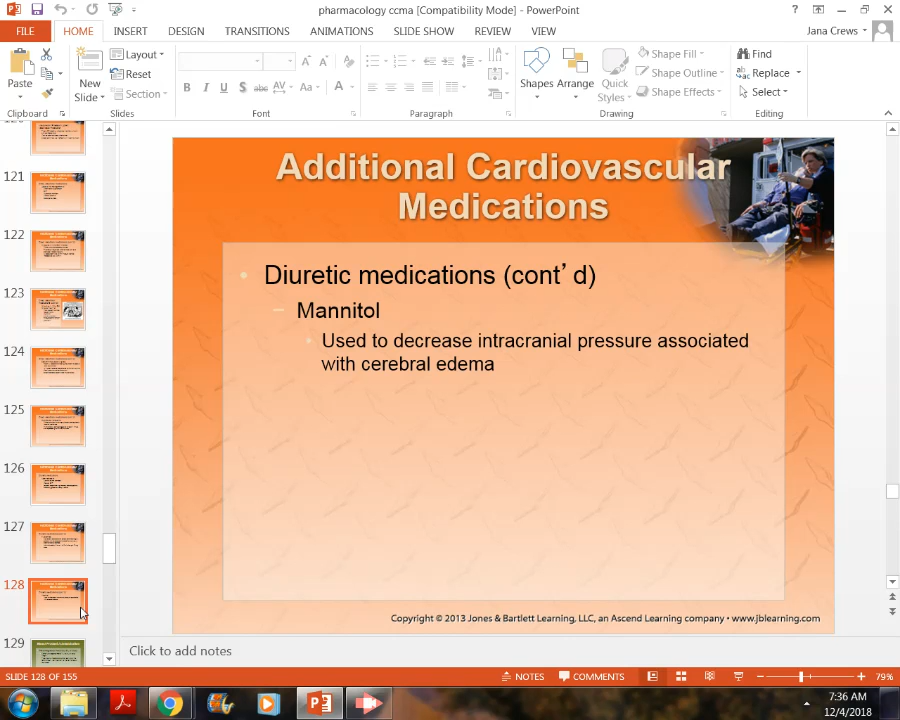 pharmacology ccma [Compatibility Mode] - PowerPoint
FILE HOME INSERT DESIGN TRANSITIONS ANIMATIONS SLIDE SHOW REVIEW VIEW Jana Crews
Paste
New
Slide
Layout
Reset
Section
B I U S abc AV Aa A
Shapes
Arrange
Quick
Styles
Shape Fill
Shape Outline
Shape Effects
Find
Replace
Select
Clipboard Slides Font Paragraph Drawing Editing
121
122
123
124
125
126
127
128
129
Additional Cardiovascular
Medications
• Diuretic medications (cont’ d)
– Mannitol
• Used to decrease intracranial pressure associated
with cerebral edema
Copyright © 2013 Jones & Bartlett Learning, LLC, an Ascend Learning company • www.jblearning.com
Click to add notes
SLIDE 128 OF 155 NOTES COMMENTS 79%
7:36 AM
12/4/2018